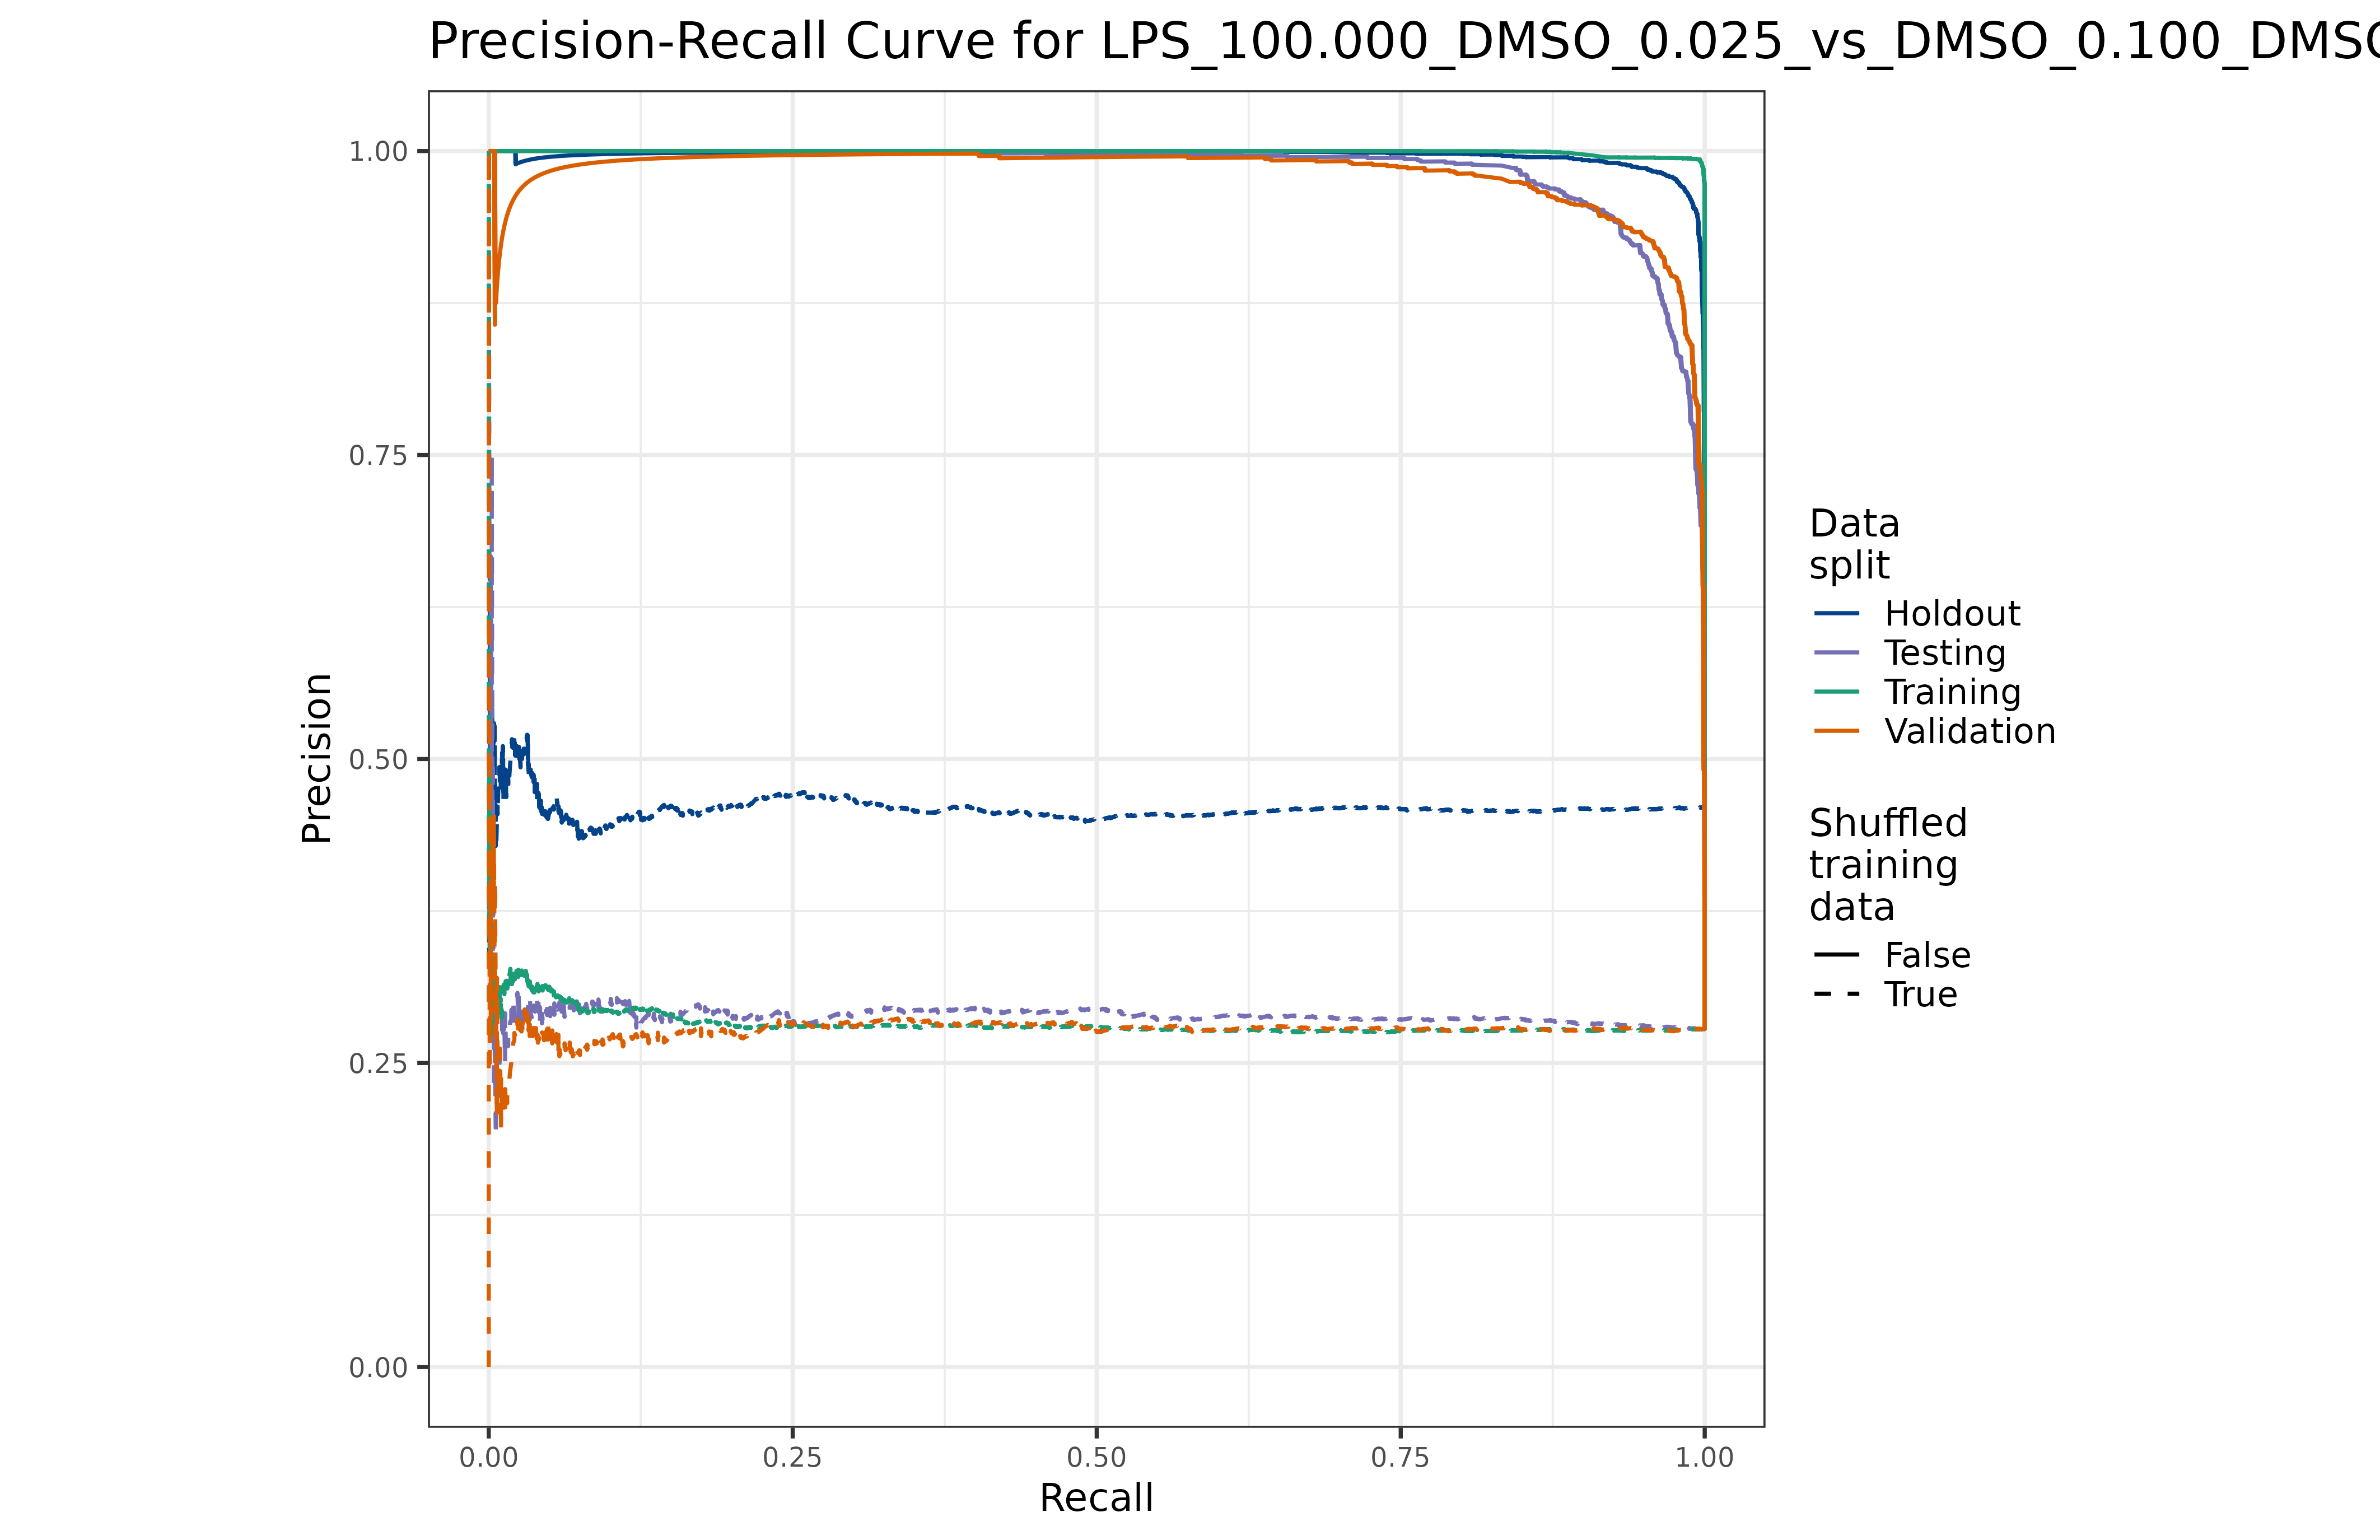 Precision-Recall Curve for LPS_100.000_DMSO_0.025_vs_DMSO_0.100_DMSO
1.00
0.75
0.50
0.25
0.00
Precision
0.00 0.25 0.50 0.75 1.00
Recall
Data
split
Holdout
Testing
Training
Validation
Shuffled
training
data
False
True